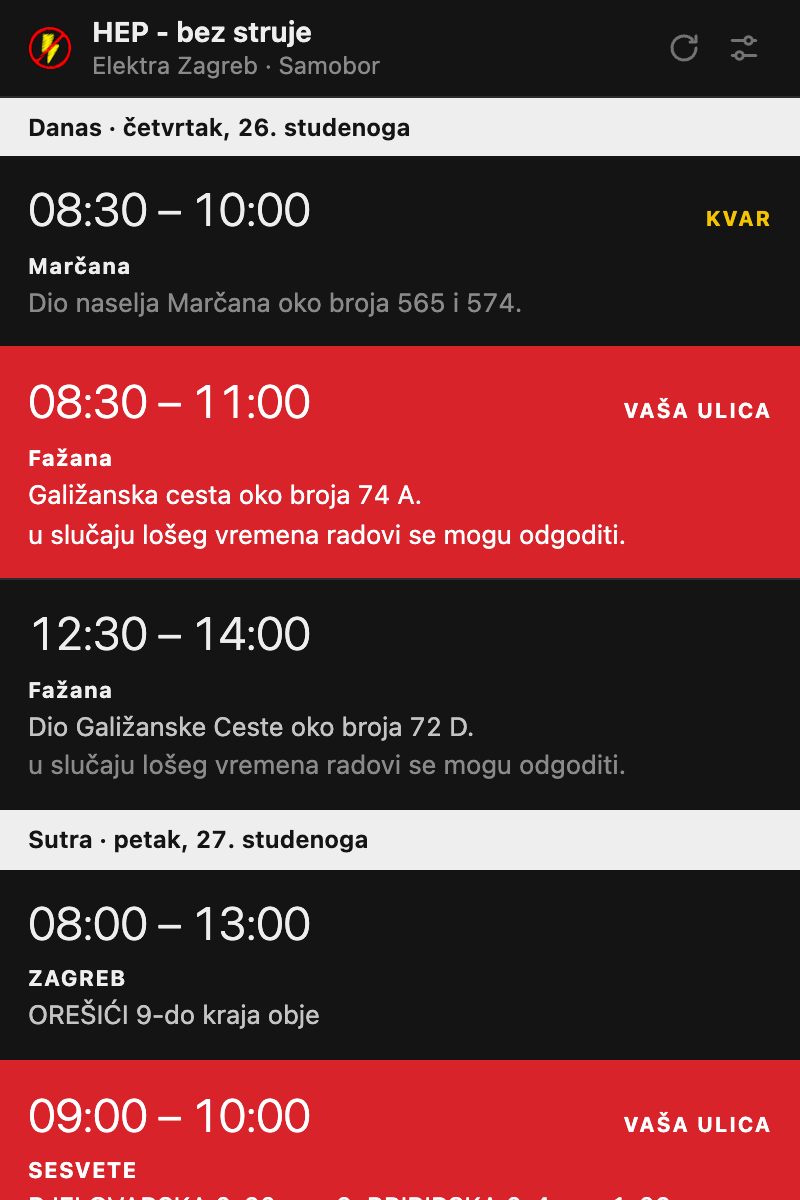 HEP - bez struje
Elektra Zagreb · Samobor
Danas · četvrtak, 26. studenoga
08:30 – 10:00
KVAR
Marčana
Dio naselja Marčana oko broja 565 i 574.
08:30 – 11:00
VAŠA ULICA
Fažana
Galižanska cesta oko broja 74 A.
u slučaju lošeg vremena radovi se mogu odgoditi.
12:30 – 14:00
Fažana
Dio Galižanske Ceste oko broja 72 D.
u slučaju lošeg vremena radovi se mogu odgoditi.
Sutra · petak, 27. studenoga
08:00 – 13:00
ZAGREB
OREŠIĆI 9-do kraja obje
09:00 – 10:00
VAŠA ULICA
SESVETE